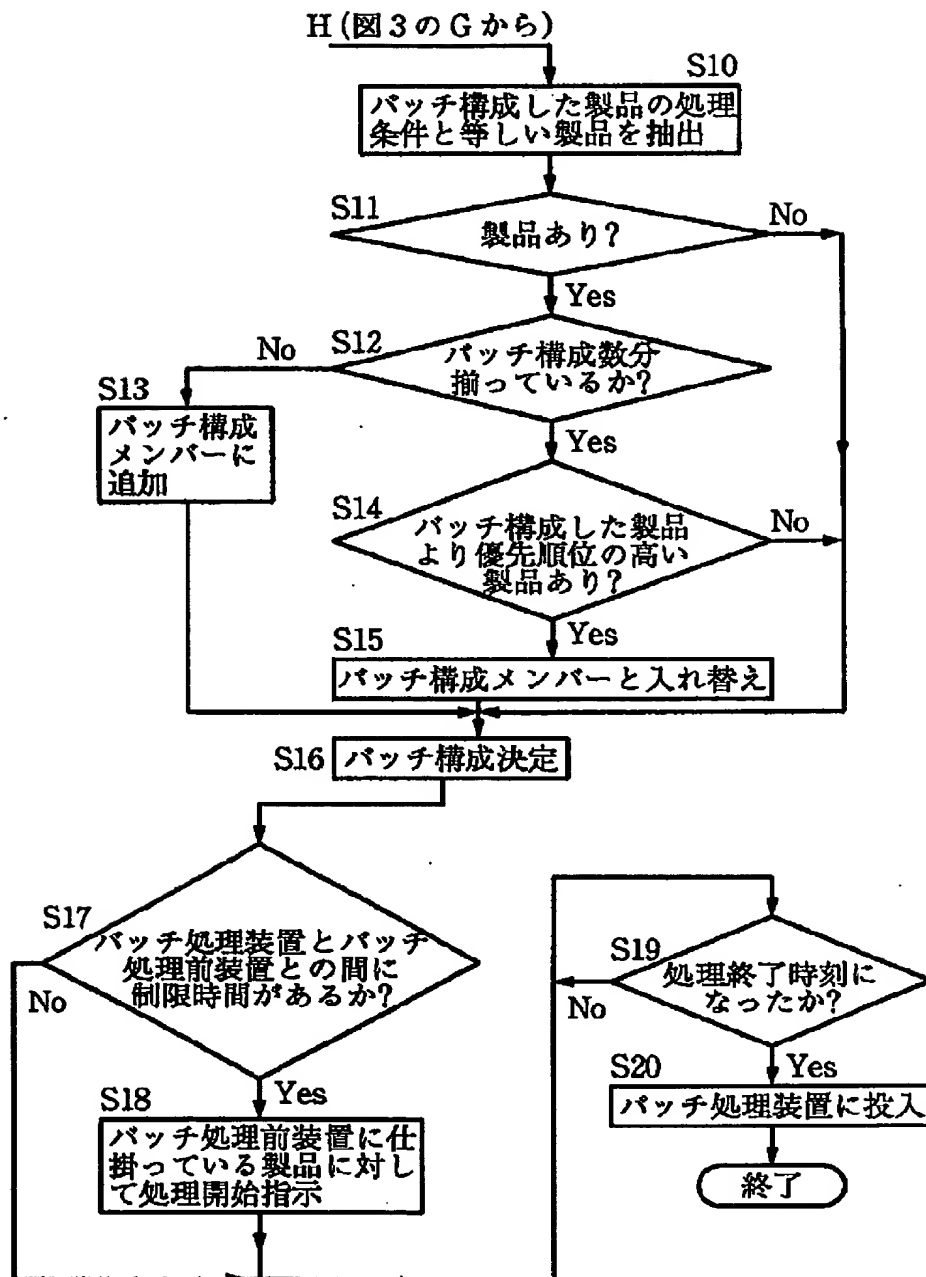 H (図3のGから)
S10
バッチ構成した製品の処理
条件と等しい製品を抽出
S11
製品あり?
No
Yes
S12
バッチ構成数分
揃っているか?
No
Yes
S13
バッチ構成
メンバーに
追加
S14
バッチ構成した製品
より優先順位の高い
製品あり?
No
Yes
S15
バッチ構成メンバーと入れ替え
S16
バッチ構成決定
S17
バッチ処理装置とバッチ
処理前装置との間に
制限時間があるか?
No
Yes
S18
バッチ処理前装置に仕
掛っている製品に対し
て処理開始指示
S19
処理終了時刻に
なったか?
No
Yes
S20
バッチ処理装置に投入
終了